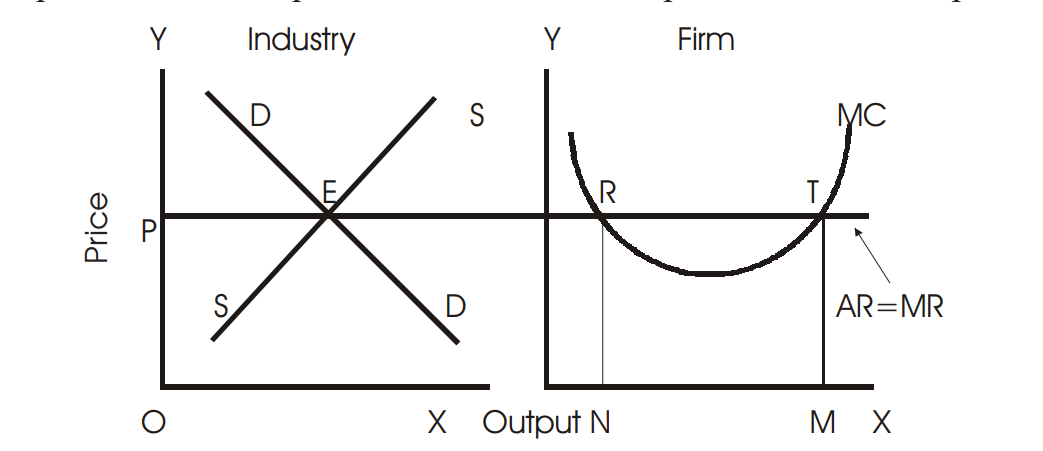 Y Industry Y Firm
D S MC
E R T
Price
P
S D AR=MR
O X Output N M X